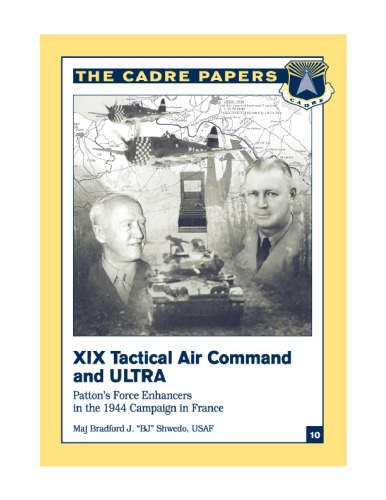 THE CADRE PAPERS
CADRE
XIX Tactical Air Command
and ULTRA
Patton's Force Enhancers
in the 1944 Campaign in France
Maj Bradford J. "BJ" Shwedo, USAF
10